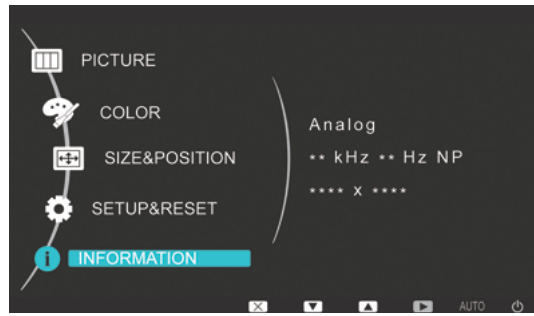 PICTURE
COLOR
SIZE&POSITION
SETUP&RESET
INFORMATION
Analog
** kHz ** Hz NP
**** x ****
AUTO